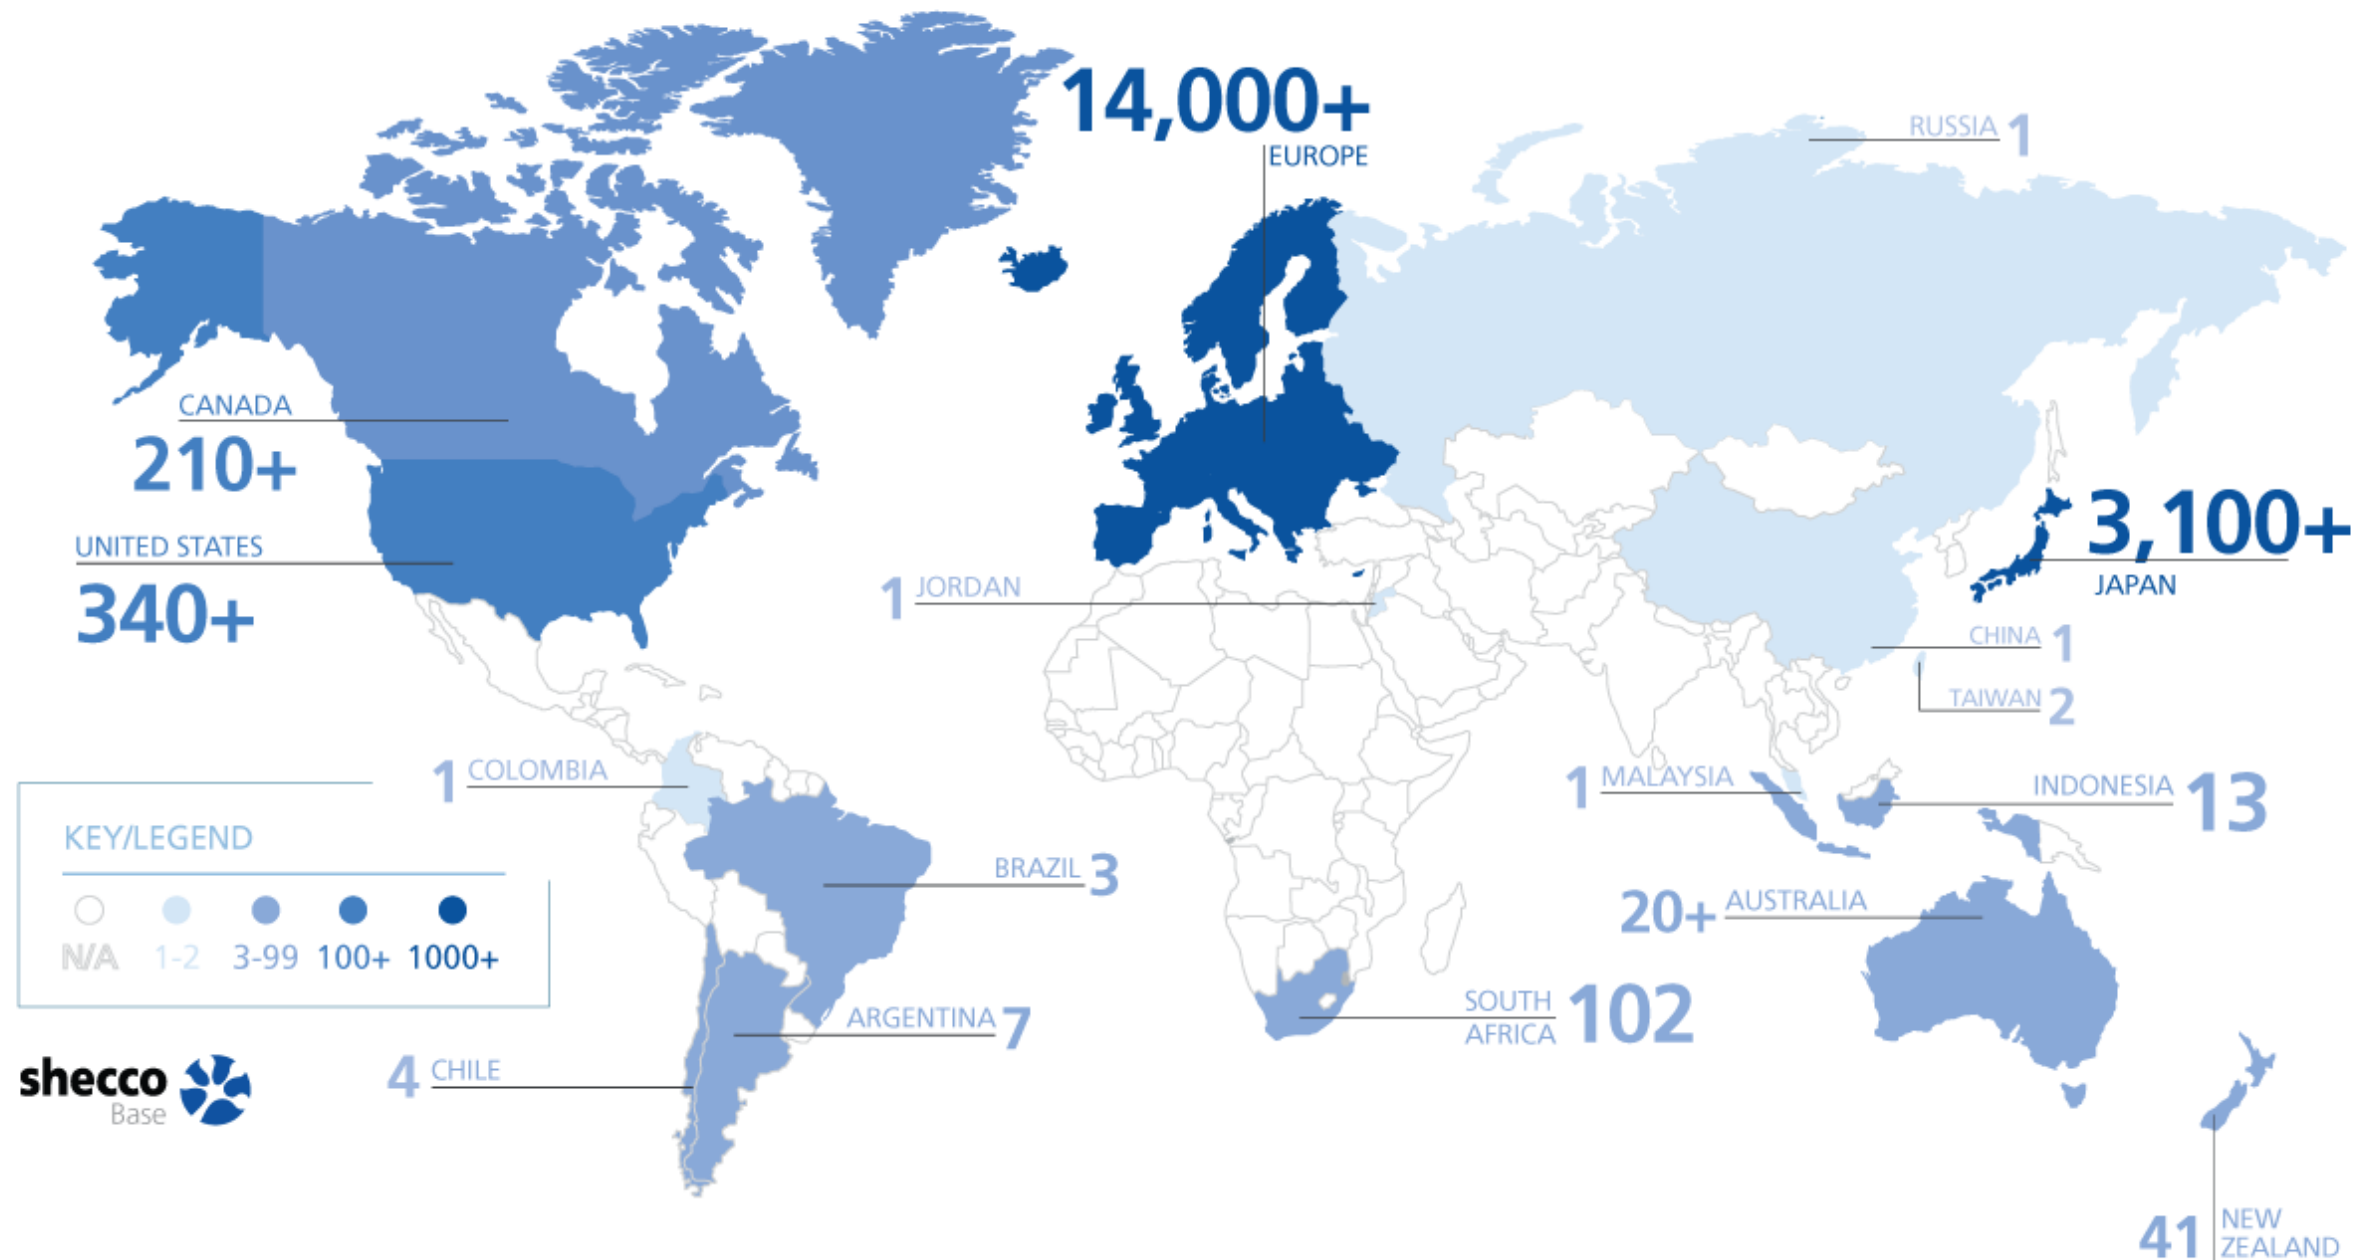 14,000+
EUROPE
RUSSIA 1
CANADA
210+
UNITED STATES
340+
3,100+
JAPAN
1 JORDAN
CHINA 1
TAIWAN 2
1 COLOMBIA
1 MALAYSIA
INDONESIA 13
BRAZIL 3
20+ AUSTRALIA
KEY/LEGEND
N/A 1-2 3-99 100+ 1000+
SOUTH
AFRICA 102
ARGENTINA 7
4 CHILE
shecco
Base
41 NEW
ZEALAND